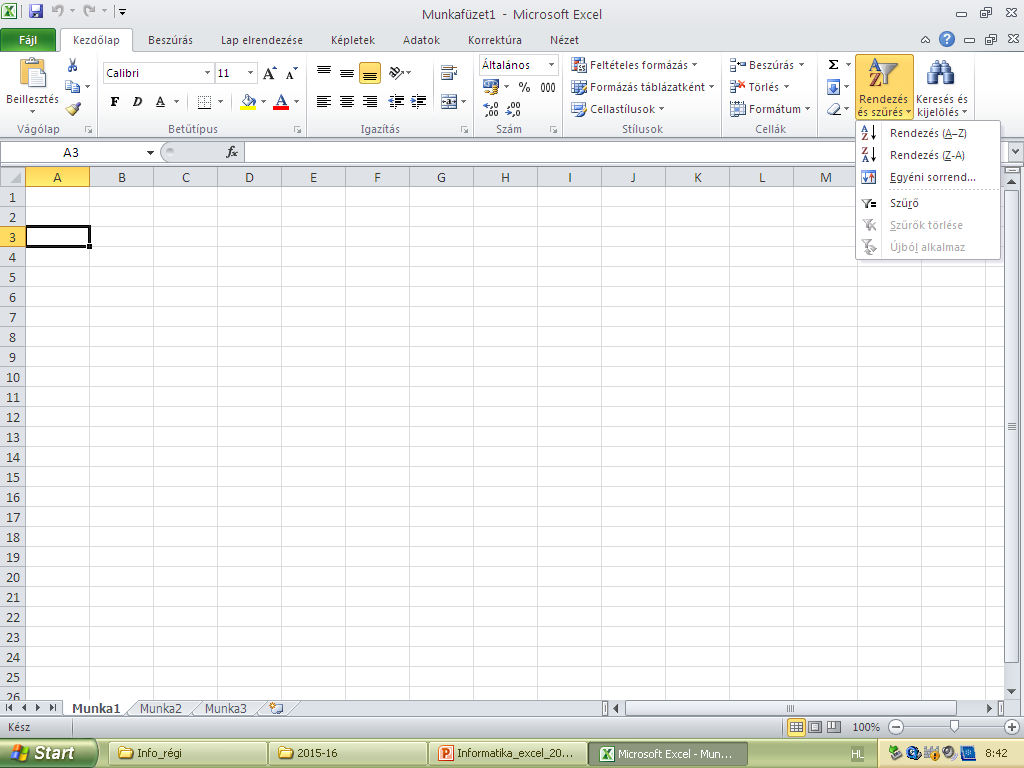 Munkafüzet1 - Microsoft Excel
Fájl Kezdőlap Beszúrás Lap elrendezése Képletek Adatok Korrektúra Nézet
Beillesztés
Calibri 11
F D A
Általános
% 000
Feltételes formázás
Formázás táblázatként
Cellastílusok
Beszúrás
Törlés
Formátum
Σ
Rendezés és szűrés
Keresés és kijelölés
Vágólap Betűtípus Igazítás Szám Stílusok Cellák
Rendezés (A–Z)
Rendezés (Z-A)
Egyéni sorrend...
Szűrő
Szűrők törlése
Újból alkalmaz
A3 fx
A B C D E F G H I J K L M
1
2
3
4
5
6
7
8
9
10
11
12
13
14
15
16
17
18
19
20
21
22
23
24
25
26
Munka1 Munka2 Munka3
Kész 100%
Start Info_régi 2015-16 Informatika_excel_20... Microsoft Excel - Mun... HL 8:42